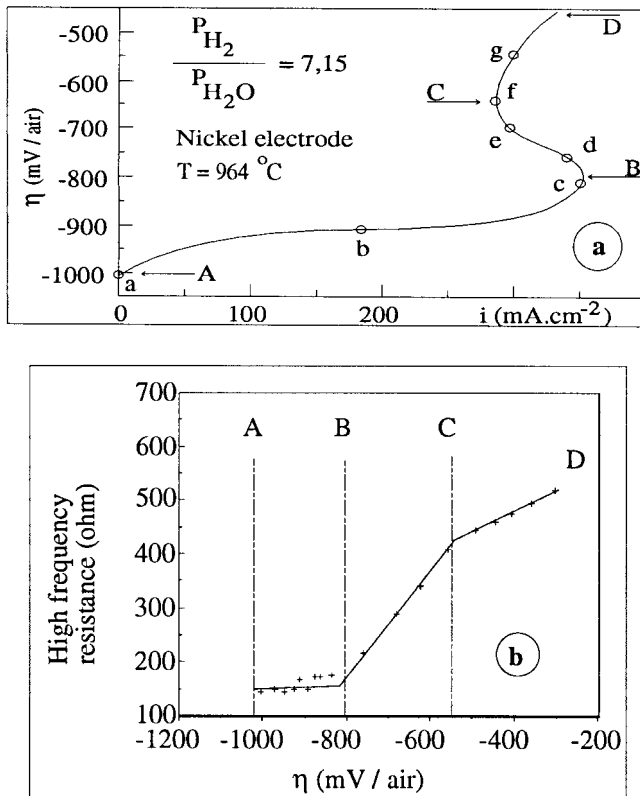 -500
-600
-700
-800
-900
-1000
η (mV / air)
P H2
P H2O
= 7,15
Nickel electrode
T = 964 °C
A
B
C
D
a
b
c
d
e
f
g
a
0
100
200
i (mA.cm-2)
700
600
500
400
300
200
100
High frequency
resistance (ohm)
A
B
C
D
b
-1200
-1000
-800
-600
-400
-200
η (mV / air)